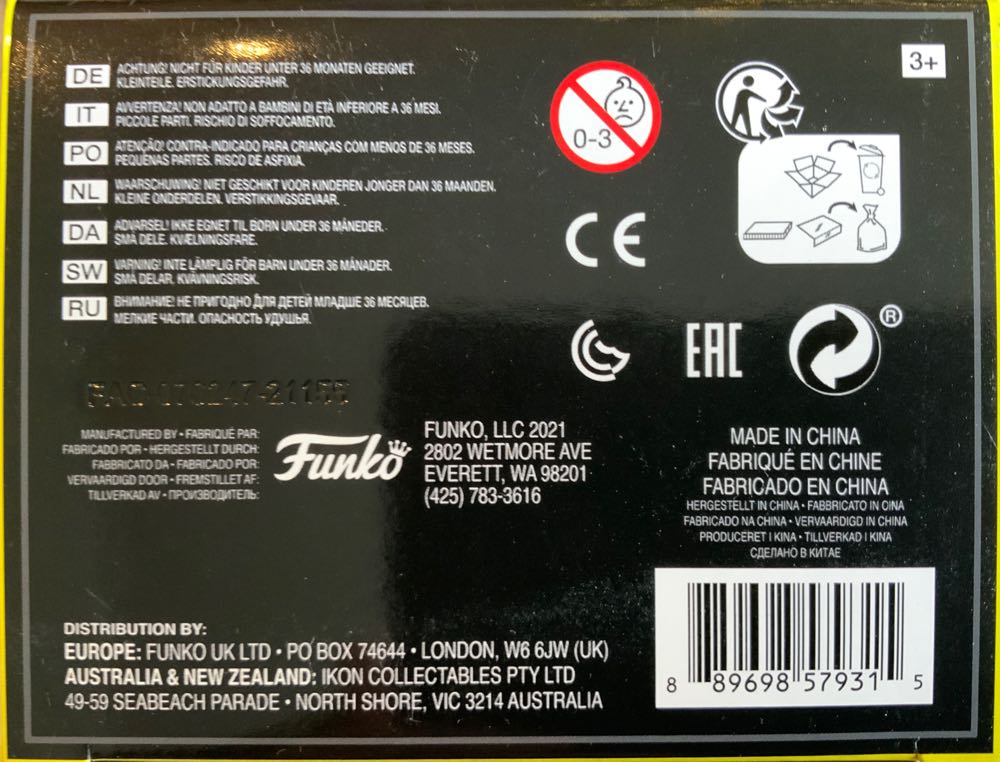 3+
DE ACHTUNG! NICHT FÜR KINDER UNTER 36 MONATEN GEEIGNET.
KLEINTEILE. ERSTICKUNGSGEFAHR.
IT AVVERTENZA! NON ADATTO A BAMBINI DI ETÀ INFERIORE A 36 MESI.
PICCOLE PARTI. RISCHIO DI SOFFOCAMENTO.
PO ATENÇÃO! CONTRA-INDICADO PARA CRIANÇAS COM MENOS DE 36 MESES.
PEQUENAS PARTES. RISCO DE ASFIXIA.
NL WAARSCHUWING! NIET GESCHIKT VOOR KINDEREN JONGER DAN 36 MAANDEN.
KLEINE ONDERDELEN. VERSTIKKINGSGEVAAR.
DA ADVARSEL! IKKE EGNET TIL BØRN UNDER 36 MÅNEDER.
SMÅ DELE. KVÆLNINGSFARE.
SW VARNING! INTE LÄMPLIG FÖR BARN UNDER 36 MÅNADER.
SMÅ DELAR. KVÄVNINGSRISK.
RU ВНИМАНИЕ! НЕ ПРИГОДНО ДЛЯ ДЕТЕЙ МЛАДШЕ 36 МЕСЯЦЕВ.
МЕЛКИЕ ЧАСТИ. ОПАСНОСТЬ УДУШЬЯ.
0-3
CE
EAC
®
MANUFACTURED BY • FABRIQUÉ PAR:
FABRICADO POR • HERGESTELLT DURCH:
FABBRICATO DA • FABRICADO POR:
VERVAARDIGD DOOR • FREMSTILLET AF:
TILLVERKAD AV • ПРОИЗВОДИТЕЛЬ:
Funko
FUNKO, LLC 2021
2802 WETMORE AVE
EVERETT, WA 98201
(425) 783-3616
MADE IN CHINA
FABRIQUÉ EN CHINE
FABRICADO EN CHINA
HERGESTELLT IN CHINA • FABBRICATO IN CINA
FABRICADO NA CHINA • VERVAARDIGD IN CHINA
PRODUCERET I KINA • TILLVERKAD I KINA
СДЕЛАНО В КИТАЕ
DISTRIBUTION BY:
EUROPE: FUNKO UK LTD • PO BOX 74644 • LONDON, W6 6JW (UK)
AUSTRALIA & NEW ZEALAND: IKON COLLECTABLES PTY LTD
49-59 SEABEACH PARADE • NORTH SHORE, VIC 3214 AUSTRALIA
8 89698 57931 5